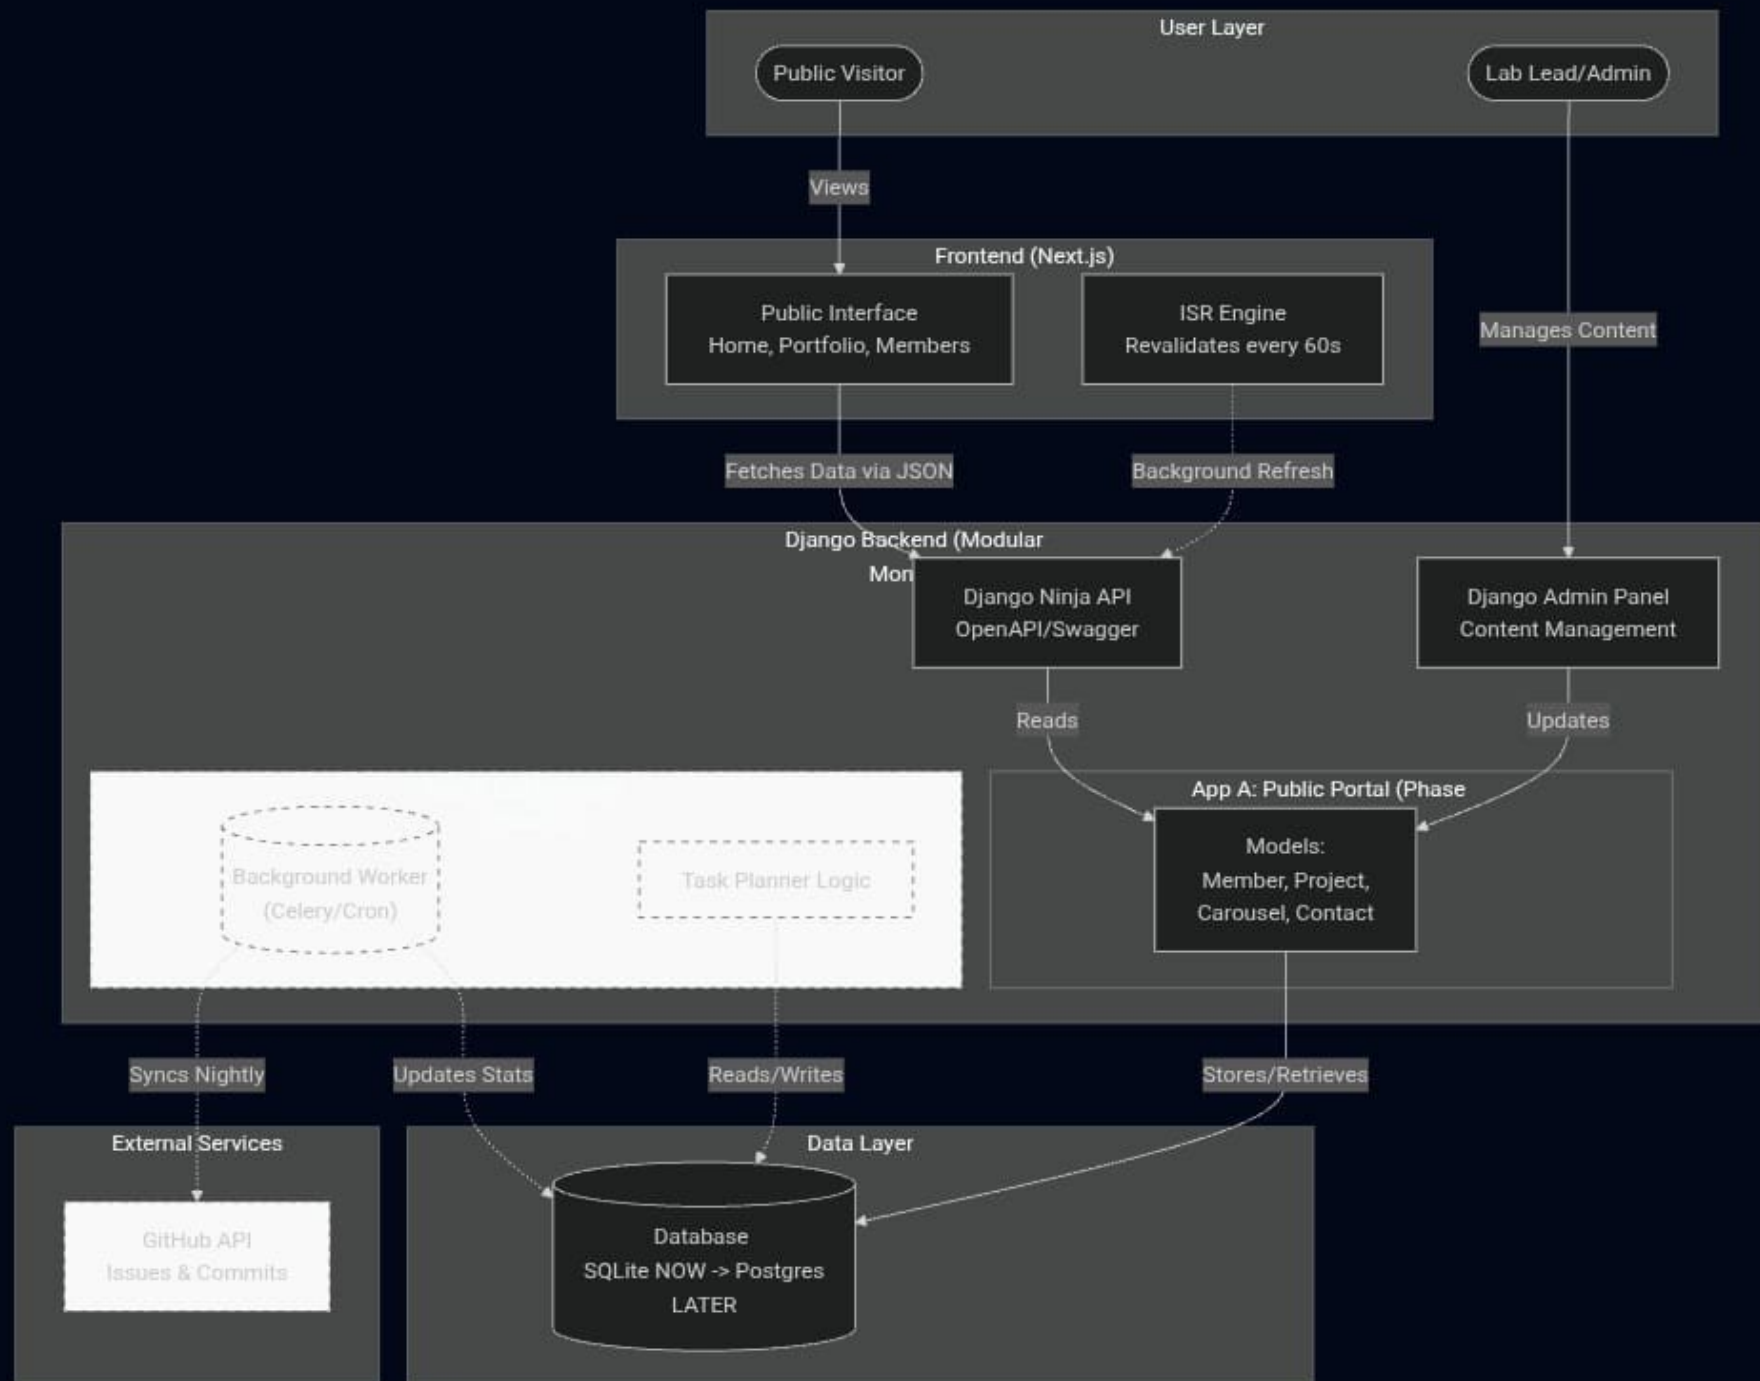 User Layer
Public Visitor
Lab Lead/Admin
Views
Frontend (Next.js)
Public Interface
Home, Portfolio, Members
ISR Engine
Revalidates every 60s
Manages Content
Fetches Data via JSON
Background Refresh
Django Backend (Modular
Mon
Django Ninja API
OpenAPI/Swagger
Django Admin Panel
Content Management
Reads
Updates
App A: Public Portal (Phase
Background Worker
(Celery/Cron)
Task Planner Logic
Models:
Member, Project,
Carousel, Contact
Syncs Nightly
Updates Stats
Reads/Writes
Stores/Retrieves
External Services
Data Layer
GitHub API
Issues & Commits
Database
SQLite NOW -> Postgres
LATER